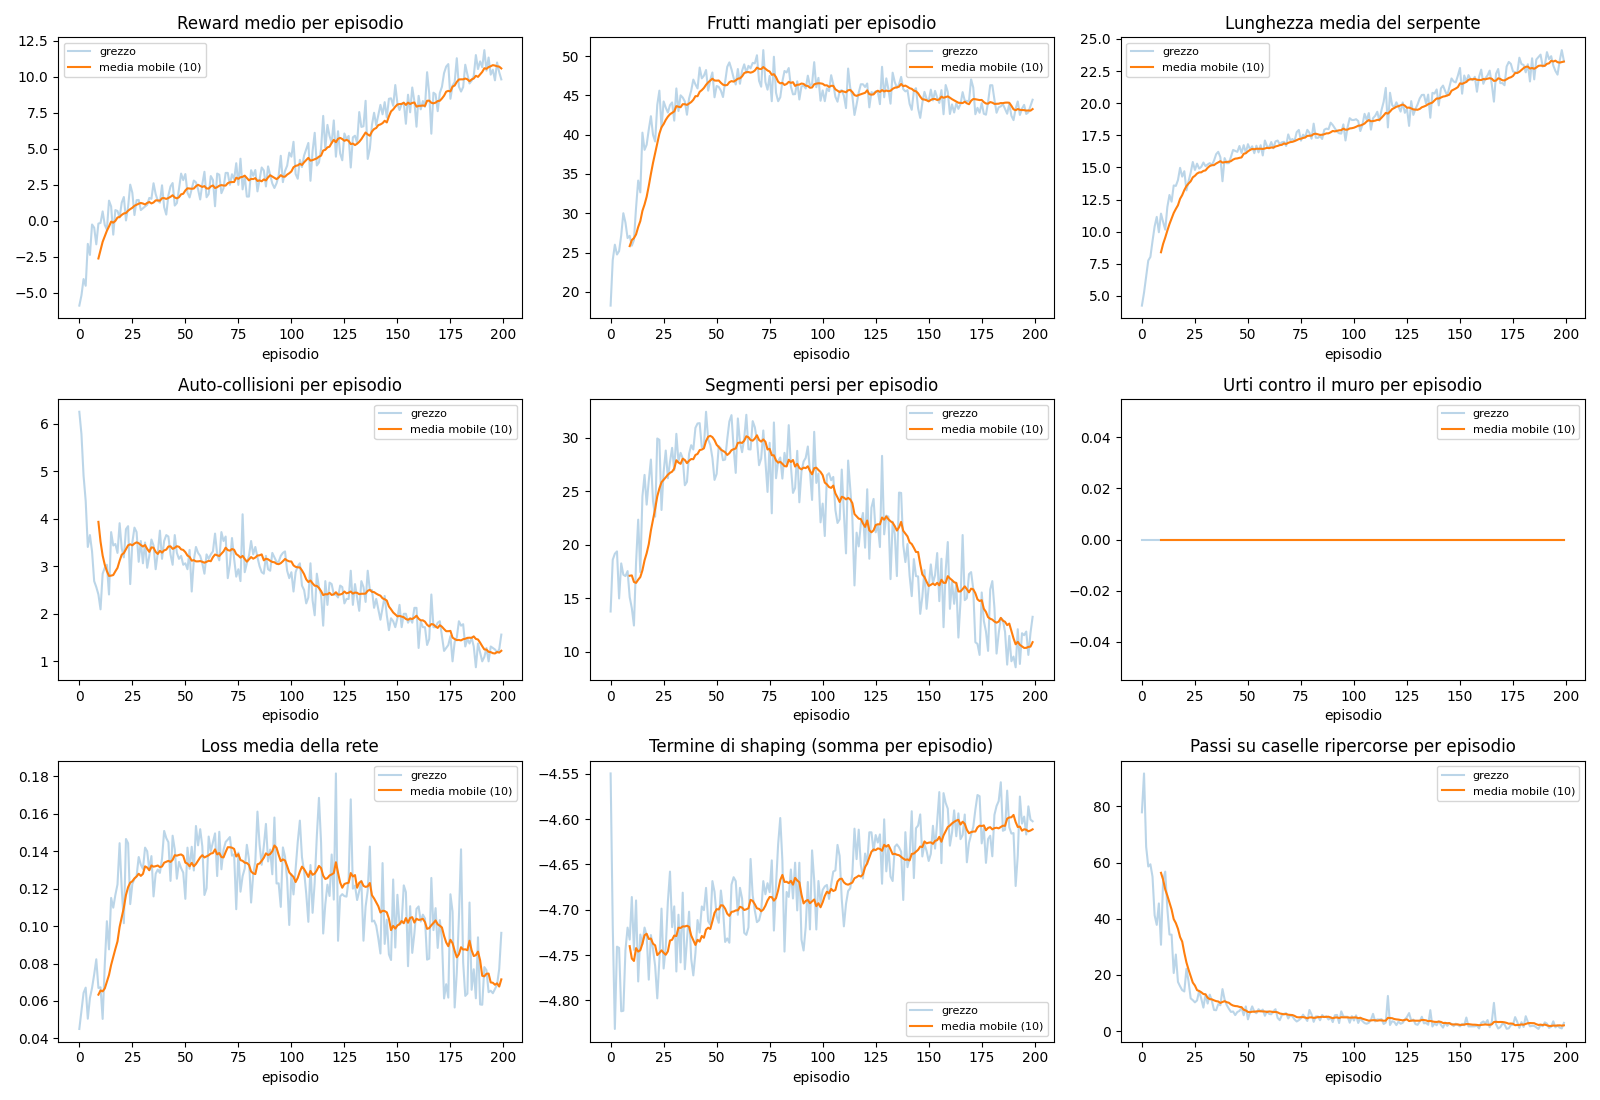 Reward medio per episodio
12.5
10.0
7.5
5.0
2.5
0.0
−2.5
−5.0
grezzo
media mobile (10)
0 25 50 75 100 125 150 175 200
episodio
Frutti mangiati per episodio
50
45
40
35
30
25
20
grezzo
media mobile (10)
0 25 50 75 100 125 150 175 200
episodio
Lunghezza media del serpente
25.0
22.5
20.0
17.5
15.0
12.5
10.0
7.5
5.0
grezzo
media mobile (10)
0 25 50 75 100 125 150 175 200
episodio
Auto-collisioni per episodio
6
5
4
3
2
1
grezzo
media mobile (10)
0 25 50 75 100 125 150 175 200
episodio
Segmenti persi per episodio
30
25
20
15
10
grezzo
media mobile (10)
0 25 50 75 100 125 150 175 200
episodio
Urti contro il muro per episodio
0.04
0.02
0.00
−0.02
−0.04
grezzo
media mobile (10)
0 25 50 75 100 125 150 175 200
episodio
Loss media della rete
0.18
0.16
0.14
0.12
0.10
0.08
0.06
0.04
grezzo
media mobile (10)
0 25 50 75 100 125 150 175 200
episodio
Termine di shaping (somma per episodio)
−4.55
−4.60
−4.65
−4.70
−4.75
−4.80
grezzo
media mobile (10)
0 25 50 75 100 125 150 175 200
episodio
Passi su caselle ripercorse per episodio
80
60
40
20
0
grezzo
media mobile (10)
0 25 50 75 100 125 150 175 200
episodio